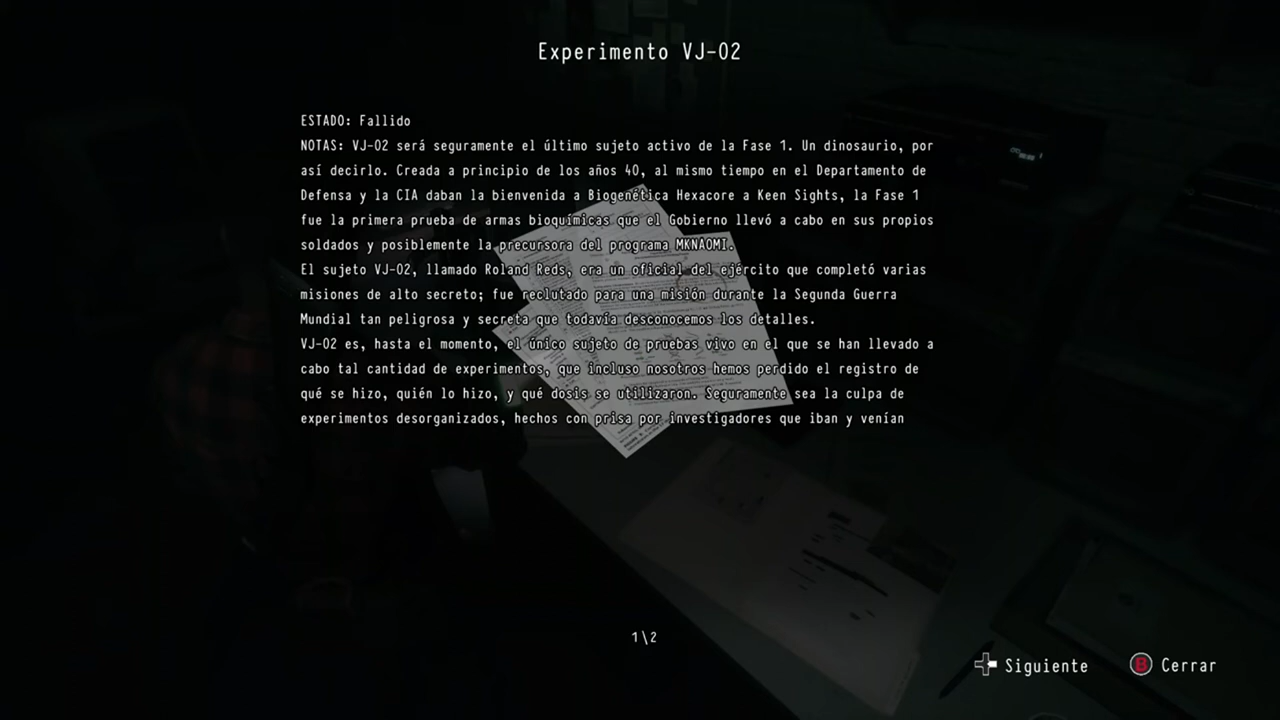 Experimento VJ-02
ESTADO: Fallido
NOTAS: VJ-02 será seguramente el último sujeto activo de la Fase 1. Un dinosaurio, por
así decirlo. Creada a principio de los años 40, al mismo tiempo en el Departamento de
Defensa y la CIA daban la bienvenida a Biogenética Hexacore a Keen Sights, la Fase 1
fue la primera prueba de armas bioquímicas que el Gobierno llevó a cabo en sus propios
soldados y posiblemente la precursora del programa MKNAOMI.
El sujeto VJ-02, llamado Roland Reds, era un oficial del ejército que completó varias
misiones de alto secreto; fue reclutado para una misión durante la Segunda Guerra
Mundial tan peligrosa y secreta que todavía desconocemos los detalles.
VJ-02 es, hasta el momento, el único sujeto de pruebas vivo en el que se han llevado a
cabo tal cantidad de experimentos, que incluso nosotros hemos perdido el registro de
qué se hizo, quién lo hizo, y qué dosis se utilizaron. Seguramente sea la culpa de
experimentos desorganizados, hechos con prisa por investigadores que iban y venían
1\2
Siguiente
B Cerrar